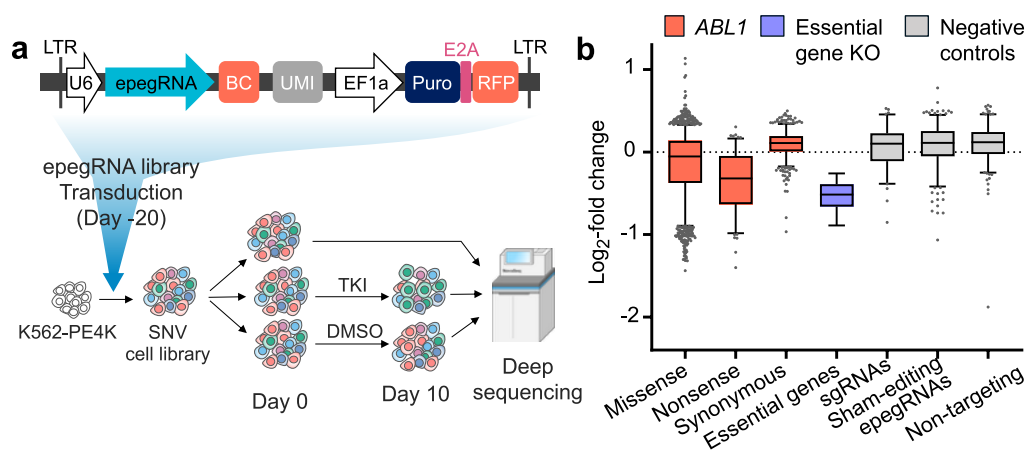 a
LTR
LTR
E2A
U6
epegRNA
BC
UMI
EF1a
Puro
RFP
epegRNA library
Transduction
(Day -20)
K562-PE4K
SNV
cell library
TKI
DMSO
Day 0
Day 10
Deep
sequencing
b
ABL1
Essential
gene KO
Negative
controls
Log2-fold change
1
0
-1
-2
Missense
Nonsense
Synonymous
Essential genes
sgRNAs
Sham-editing
epegRNAs
Non-targeting